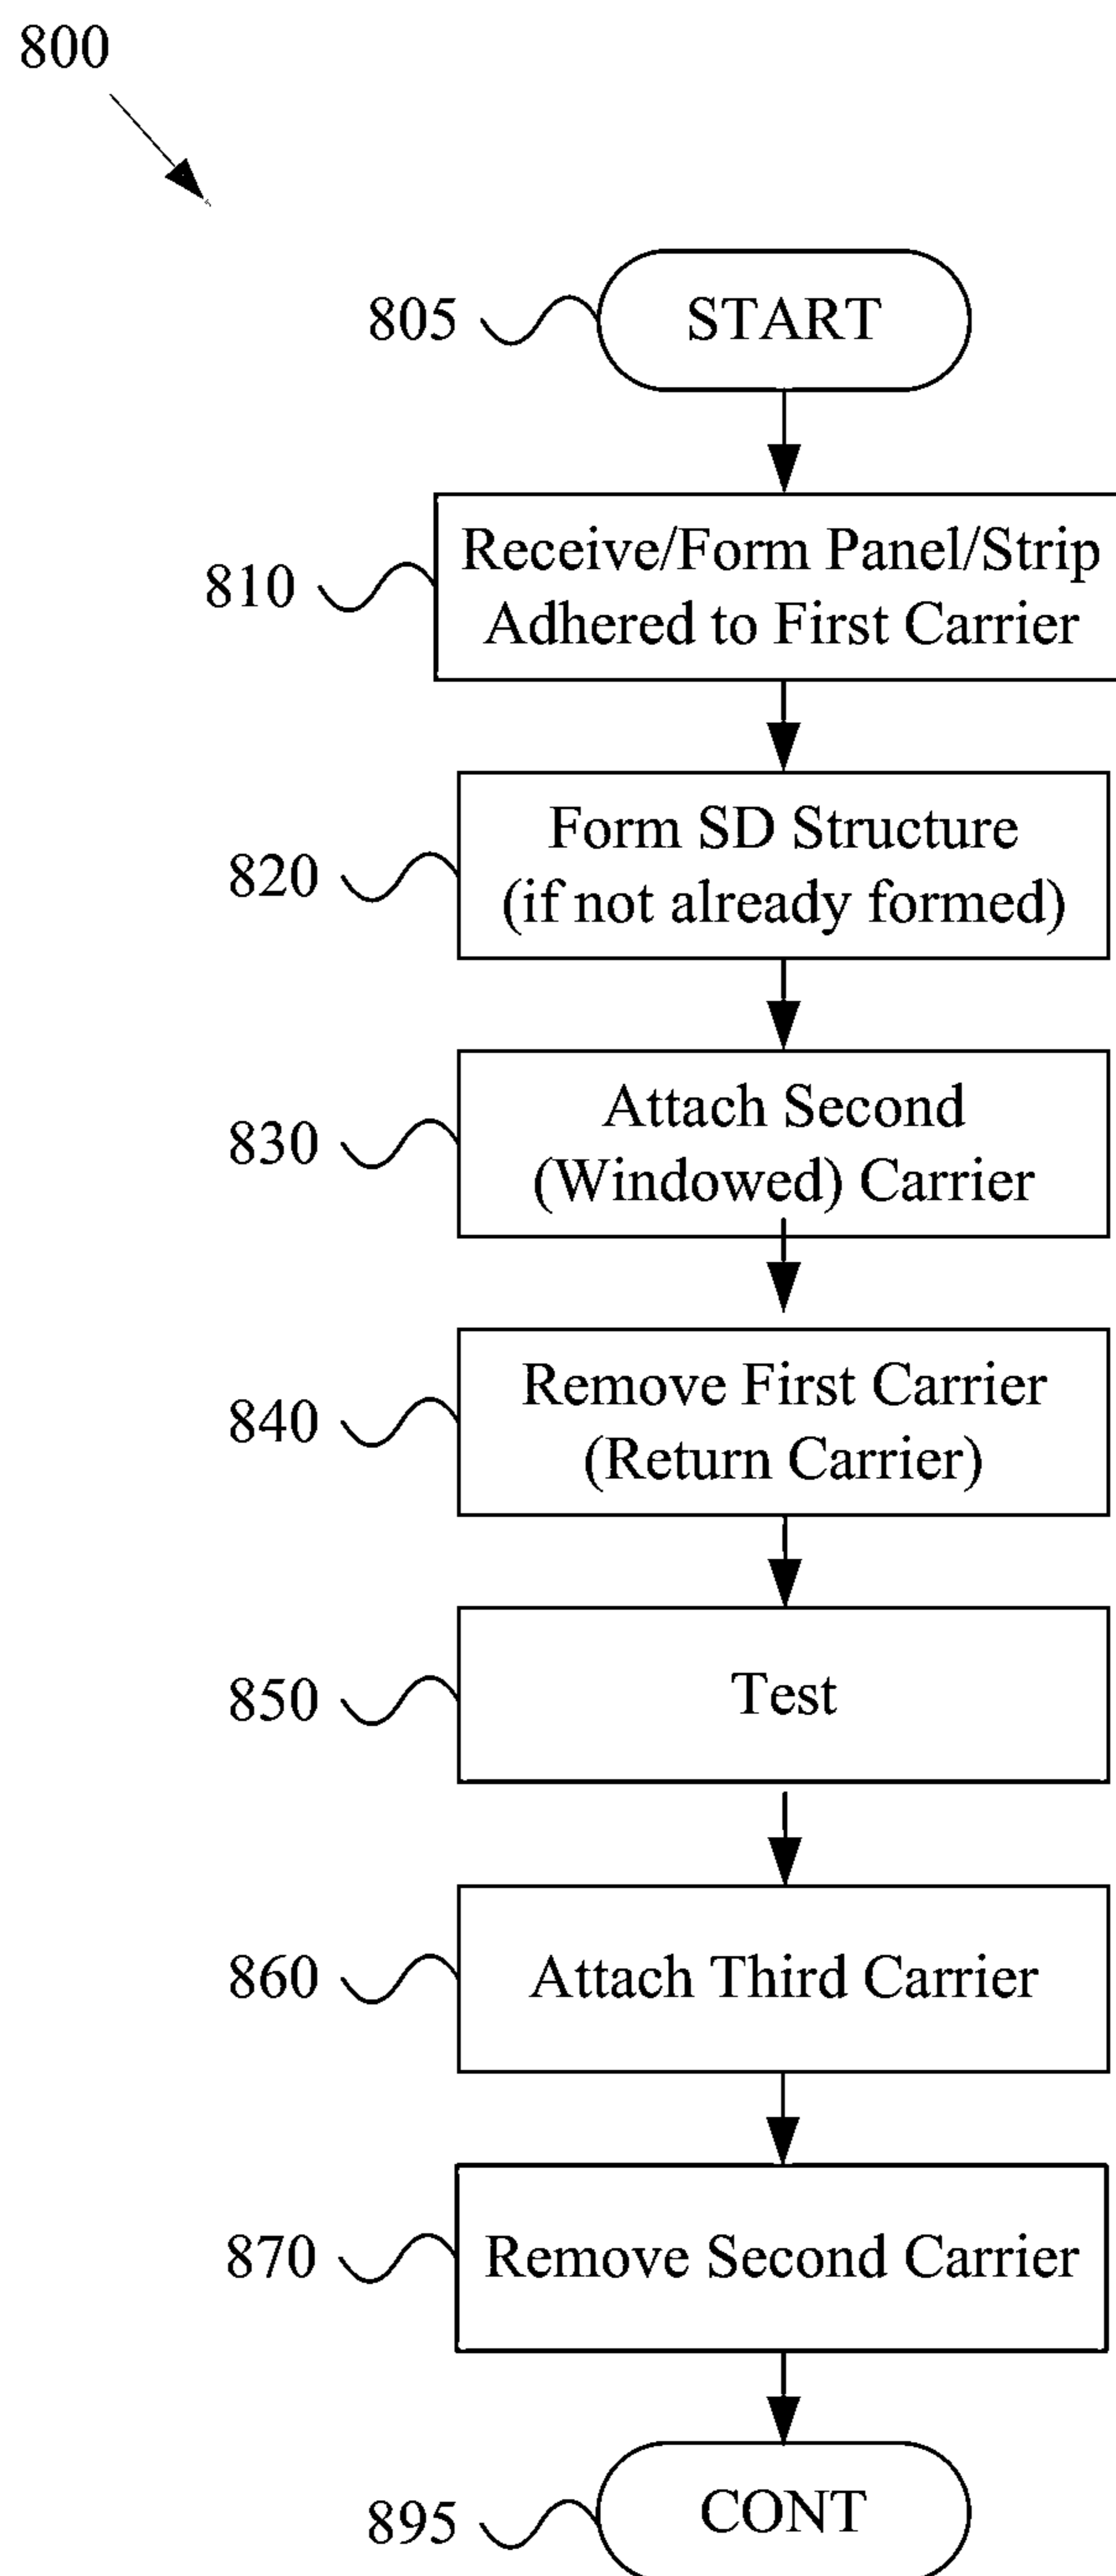 800
805 START
810 Receive/Form Panel/Strip
Adhered to First Carrier
820 Form SD Structure
(if not already formed)
830 Attach Second
(Windowed) Carrier
840 Remove First Carrier
(Return Carrier)
850 Test
860 Attach Third Carrier
870 Remove Second Carrier
895 CONT